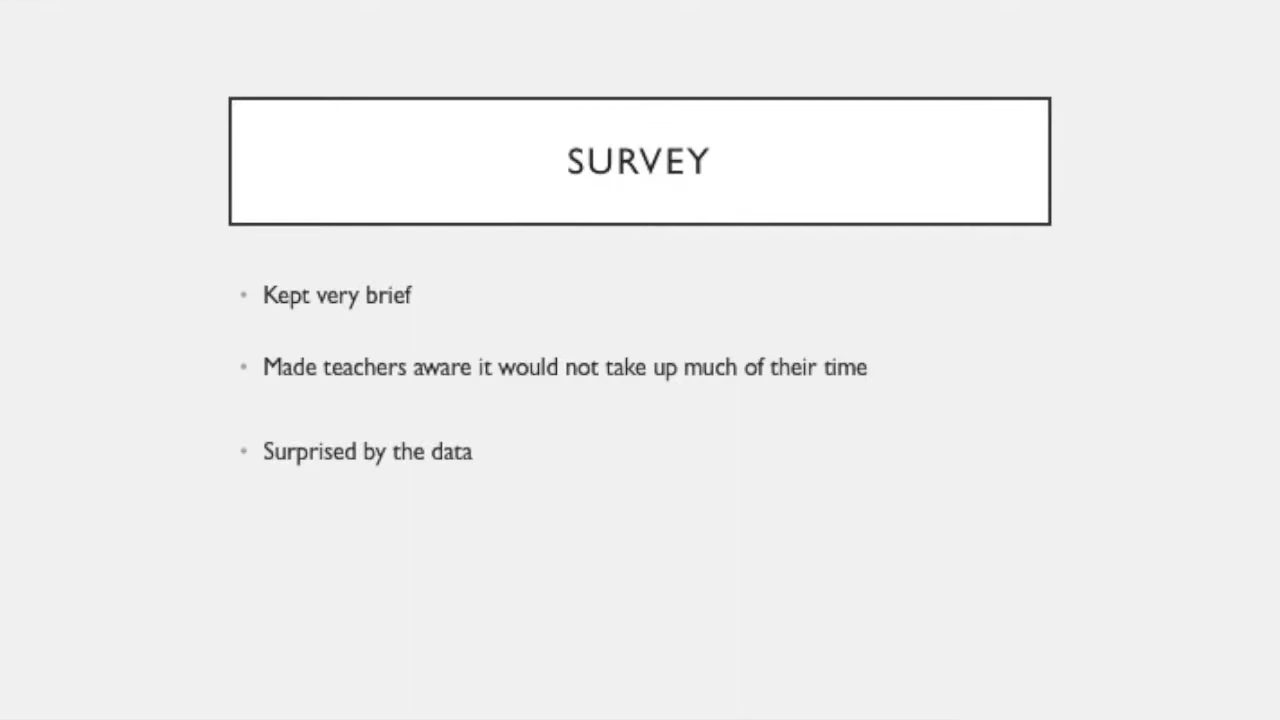 SURVEY
• Kept very brief
• Made teachers aware it would not take up much of their time
• Surprised by the data